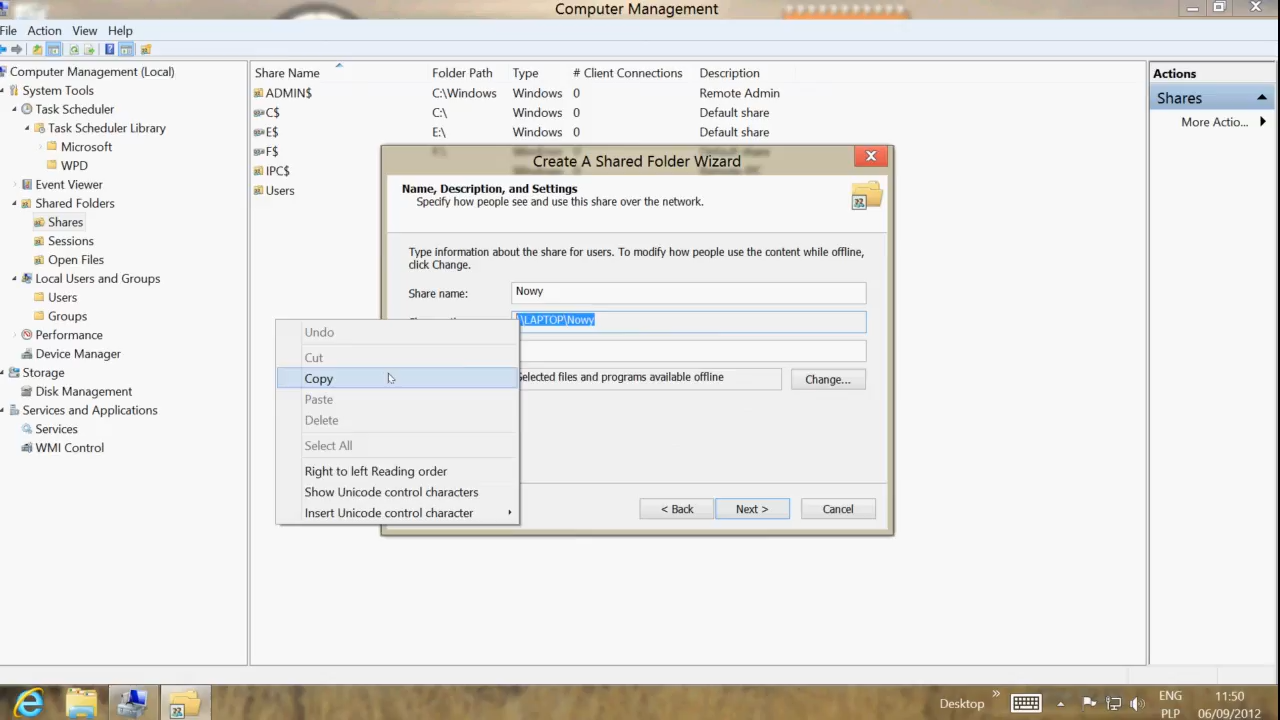 Computer Management
File Action View Help
Computer Management (Local)
System Tools
Task Scheduler
Task Scheduler Library
Microsoft
WPD
Event Viewer
Shared Folders
Shares
Sessions
Open Files
Local Users and Groups
Users
Groups
Performance
Device Manager
Storage
Disk Management
Services and Applications
Services
WMI Control
Share Name Folder Path Type # Client Connections Description
ADMIN$ C:\Windows Windows 0 Remote Admin
C$ C:\ Windows 0 Default share
E$ E:\ Windows 0 Default share
F$
IPC$
Users
Create A Shared Folder Wizard
Name, Description, and Settings
Specify how people see and use this share over the network.
Type information about the share for users. To modify how people use the content while offline,
click Change.
Share name: Nowy
\LAPTOP\Nowy
Selected files and programs available offline
Change...
< Back Next > Cancel
Undo
Cut
Copy
Paste
Delete
Select All
Right to left Reading order
Show Unicode control characters
Insert Unicode control character
Actions
Shares
More Actio...
Desktop
ENG
PLP
11:50
06/09/2012